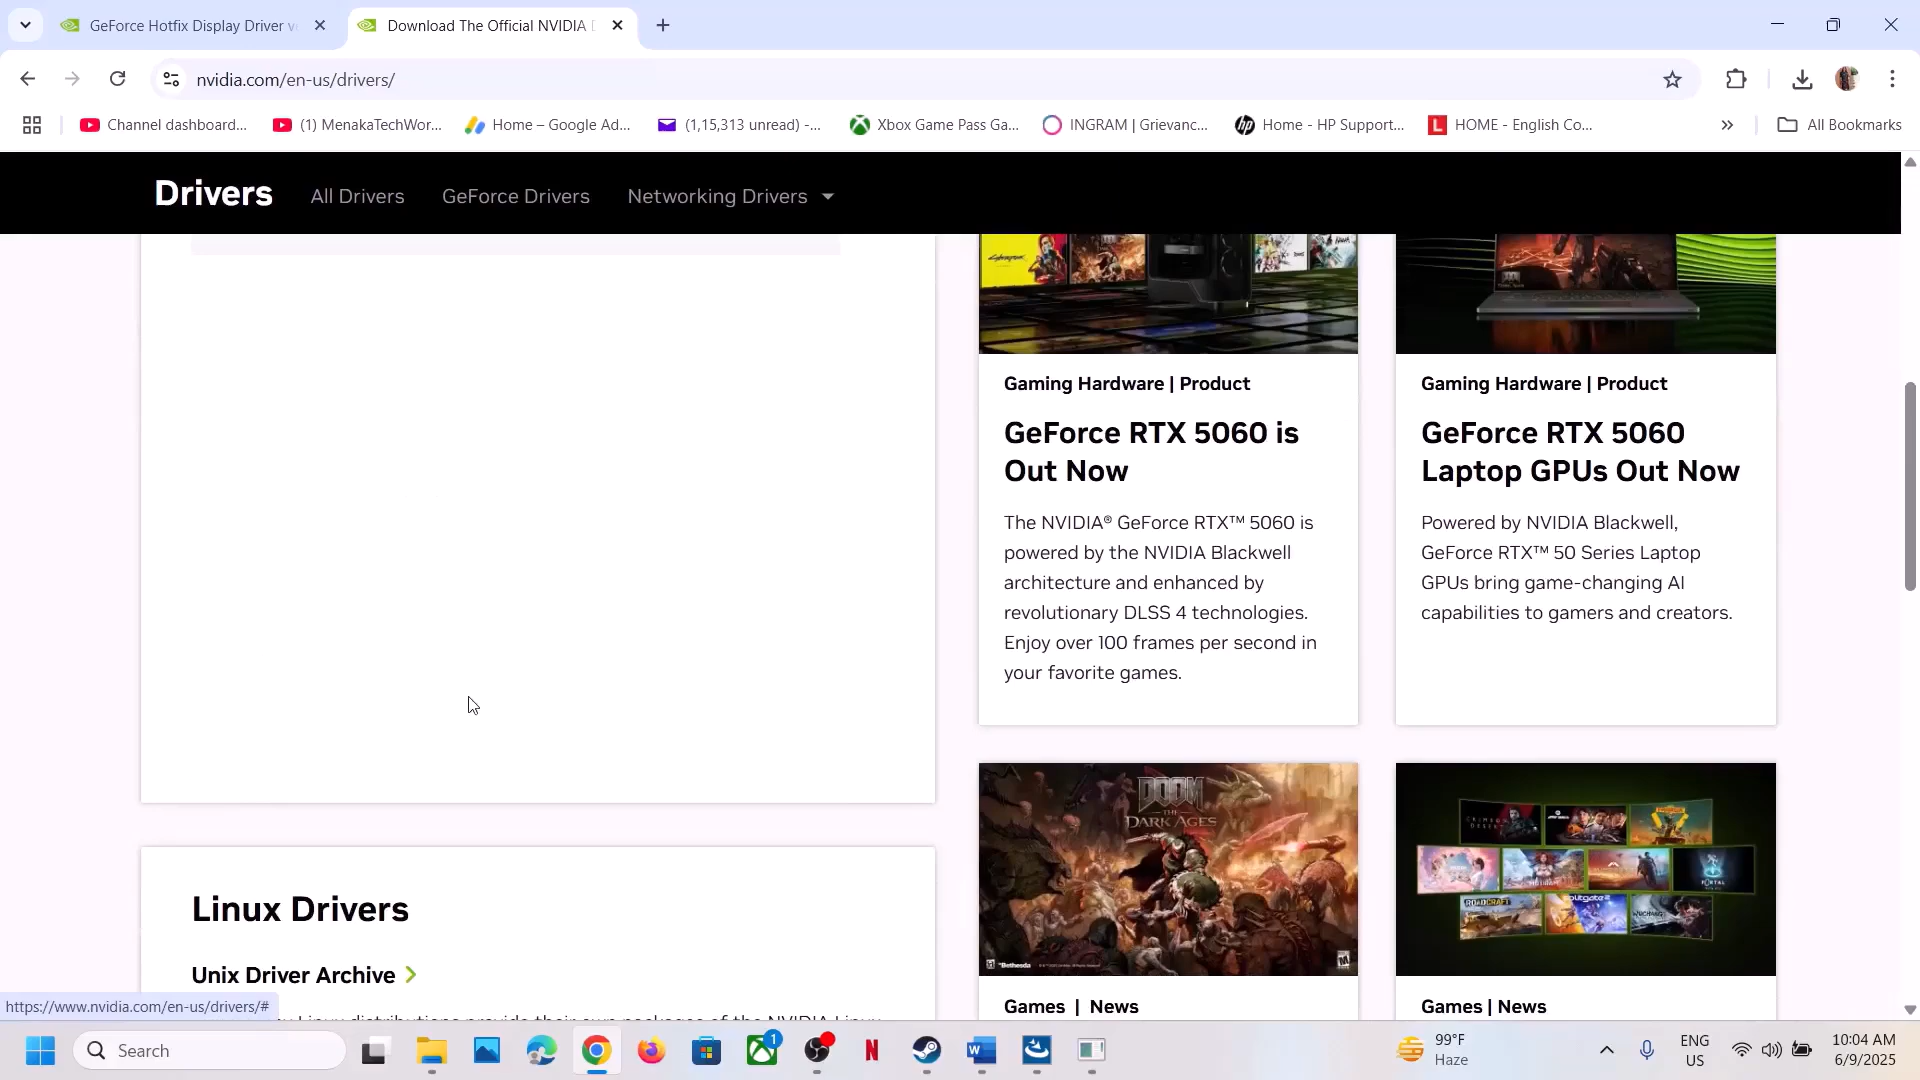 GeForce Hotfix Display Driver v
Download The Official NVIDIA D
nvidia.com/en-us/drivers/
Channel dashboard...
(1) MenakaTechWor...
Home – Google Ad...
(1,15,313 unread) -...
Xbox Game Pass Ga...
INGRAM | Grievanc...
Home - HP Support...
HOME - English Co...
All Bookmarks
Drivers
All Drivers
GeForce Drivers
Networking Drivers
Gaming Hardware | Product
GeForce RTX 5060 is
Out Now
The NVIDIA® GeForce RTX™ 5060 is
powered by the NVIDIA Blackwell
architecture and enhanced by
revolutionary DLSS 4 technologies.
Enjoy over 100 frames per second in
your favorite games.
Gaming Hardware | Product
GeForce RTX 5060
Laptop GPUs Out Now
Powered by NVIDIA Blackwell,
GeForce RTX™ 50 Series Laptop
GPUs bring game-changing AI
capabilities to gamers and creators.
DOOM
THE DARK AGES
Bethesda
Games | News
Games | News
Linux Drivers
Unix Driver Archive
https://www.nvidia.com/en-us/drivers/#
Search
1
99°F
Haze
ENG
US
10:04 AM
6/9/2025